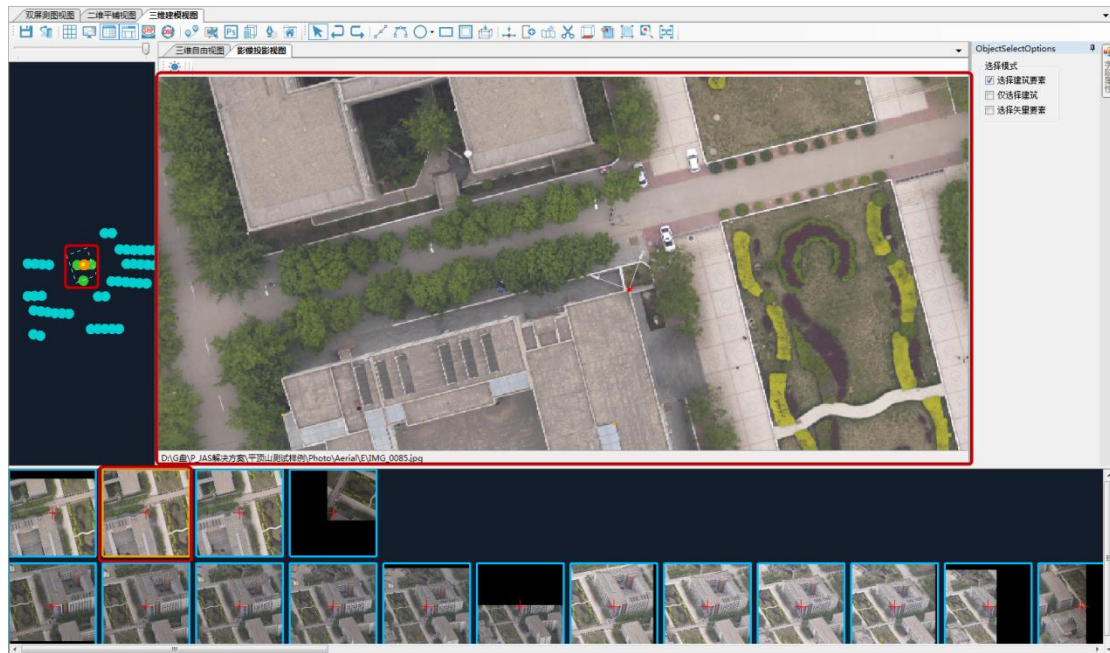 双屏测图视图 二维平铺视图 三维建模视图
SHP
DB
Ps
三维自由视图 影像投影视图
ObjectSelectOptions
选择模式
选择建筑要素
仅选择建筑
选择矢量要素
D:\G盘\P_JAS解决方案\平顶山测试样例\Photo\Aerial\E\IMG_0085.jpg